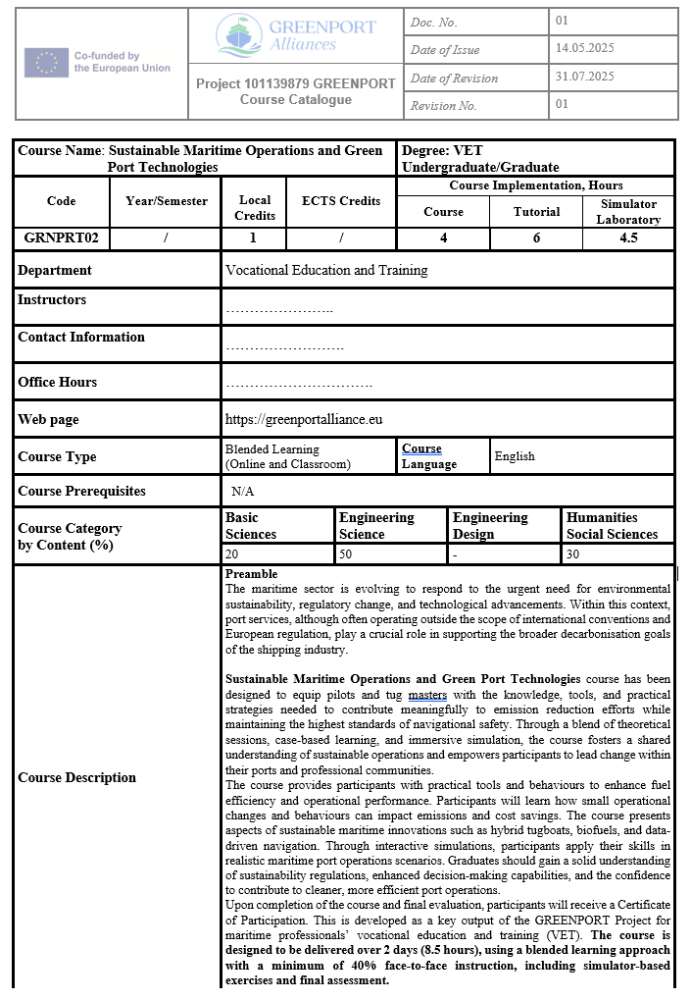 Co-funded by
the European Union
GREENPORT
Alliances
Project 101139879 GREENPORT
Course Catalogue
Doc. No.
01
Date of Issue
14.05.2025
Date of Revision
31.07.2025
Revision No.
01
Course Name: Sustainable Maritime Operations and Green
Port Technologies
Degree: VET
Undergraduate/Graduate
Code
Year/Semester
Local
Credits
ECTS Credits
Course Implementation, Hours
Course
Tutorial
Simulator
Laboratory
GRNPRT02
/
1
/
4
6
4.5
Department
Vocational Education and Training
Instructors
…………………..
Contact Information
…………………….
Office Hours
………………………….
Web page
https://greenportalliance.eu
Course Type
Blended Learning
(Online and Classroom)
Course
Language
English
Course Prerequisites
N/A
Course Category
by Content (%)
Basic
Sciences
Engineering
Science
Engineering
Design
Humanities
Social Sciences
20
50
-
30
Course Description
Preamble
The maritime sector is evolving to respond to the urgent need for environmental
sustainability, regulatory change, and technological advancements. Within this context,
port services, although often operating outside the scope of international conventions and
European regulation, play a crucial role in supporting the broader decarbonisation goals
of the shipping industry.
Sustainable Maritime Operations and Green Port Technologies course has been
designed to equip pilots and tug masters with the knowledge, tools, and practical
strategies needed to contribute meaningfully to emission reduction efforts while
maintaining the highest standards of navigational safety. Through a blend of theoretical
sessions, case-based learning, and immersive simulation, the course fosters a shared
understanding of sustainable operations and empowers participants to lead change within
their ports and professional communities.
The course provides participants with practical tools and behaviours to enhance fuel
efficiency and operational performance. Participants will learn how small operational
changes and behaviours can impact emissions and cost savings. The course presents
aspects of sustainable maritime innovations such as hybrid tugboats, biofuels, and data-
driven navigation. Through interactive simulations, participants apply their skills in
realistic maritime port operations scenarios. Graduates should gain a solid understanding
of sustainability regulations, enhanced decision-making capabilities, and the confidence
to contribute to cleaner, more efficient port operations.
Upon completion of the course and final evaluation, participants will receive a Certificate
of Participation. This is developed as a key output of the GREENPORT Project for
maritime professionals' vocational education and training (VET). The course is
designed to be delivered over 2 days (8.5 hours), using a blended learning approach
with a minimum of 40% face-to-face instruction, including simulator-based
exercises and final assessment.